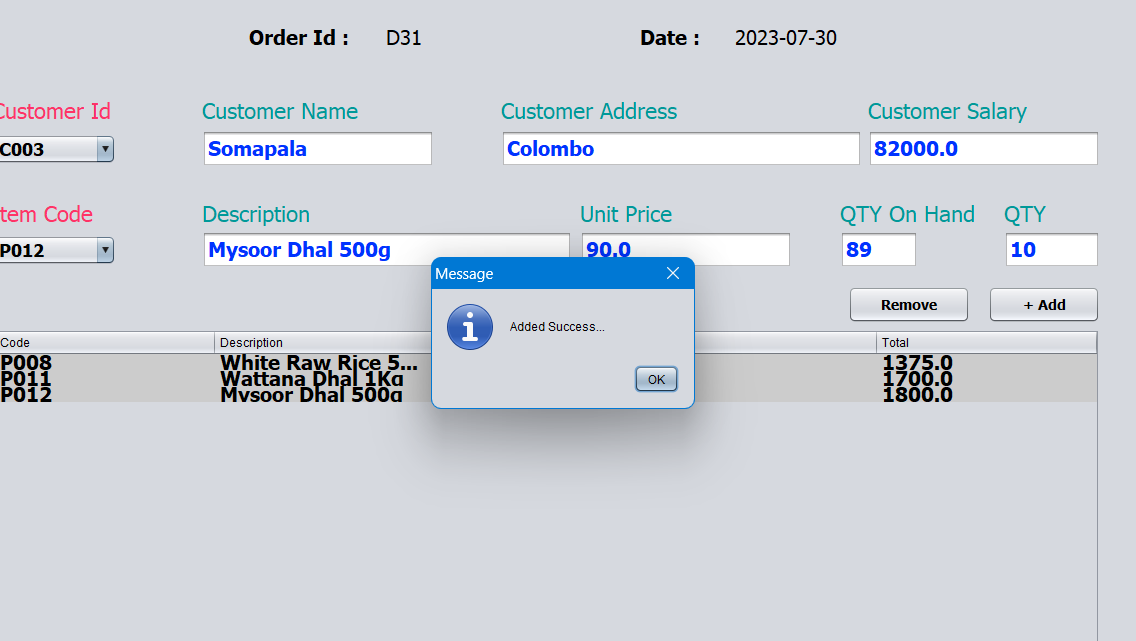 Order Id : D31 Date : 2023-07-30
Customer Id Customer Name Customer Address Customer Salary
C003 Somapala Colombo 82000.0
tem Code Description Unit Price QTY On Hand QTY
P012 Mysoor Dhal 500g 90.0 89 10
Message
Remove + Add
Added Success...
OK
Code Description Total
P008 White Raw Rice 5... 1375.0
P011 Wattana Dhal 1Kg 1700.0
P012 Mysoor Dhal 500g 1800.0